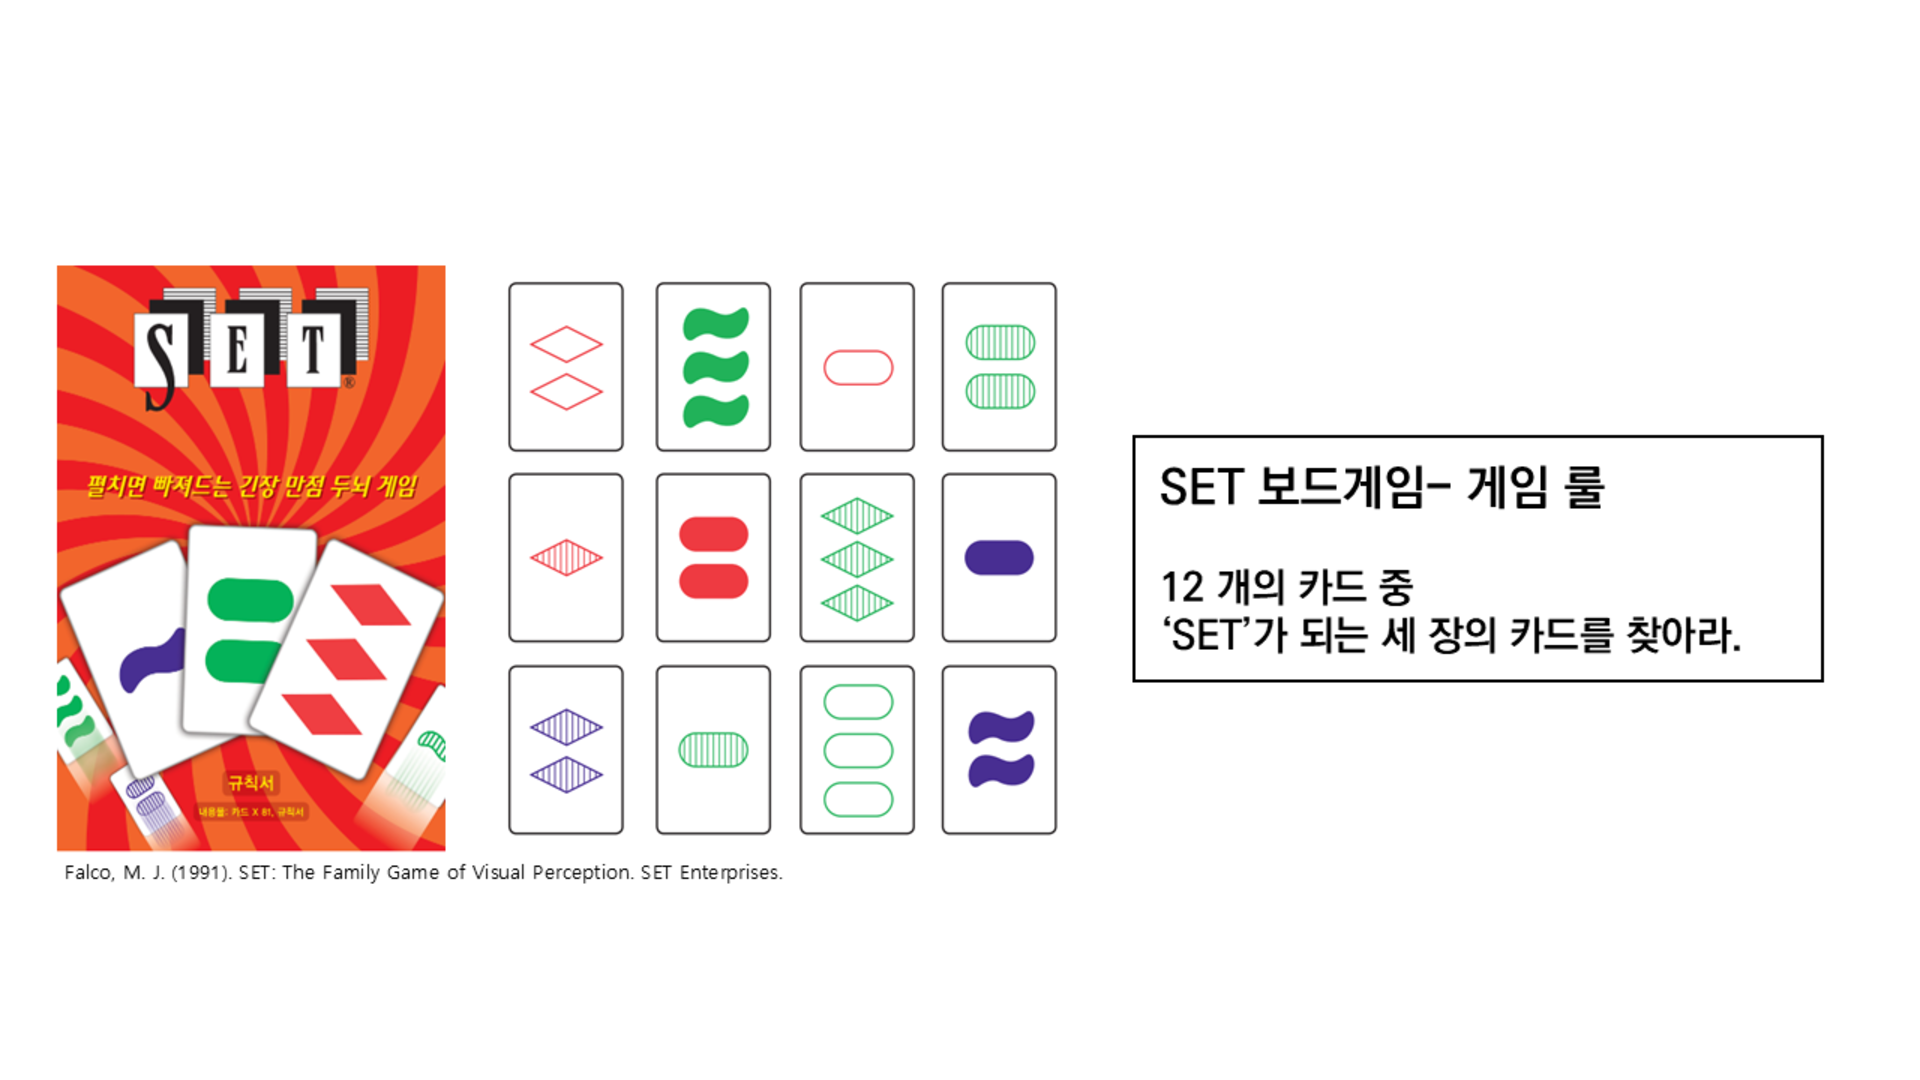 SET®
펼치면 빠져드는 긴장 만점 두뇌 게임
규칙서
내용물: 카드 X 81, 규칙서
Falco, M. J. (1991). SET: The Family Game of Visual Perception. SET Enterprises.
SET 보드게임- 게임 룰
12 개의 카드 중
‘SET’가 되는 세 장의 카드를 찾아라.